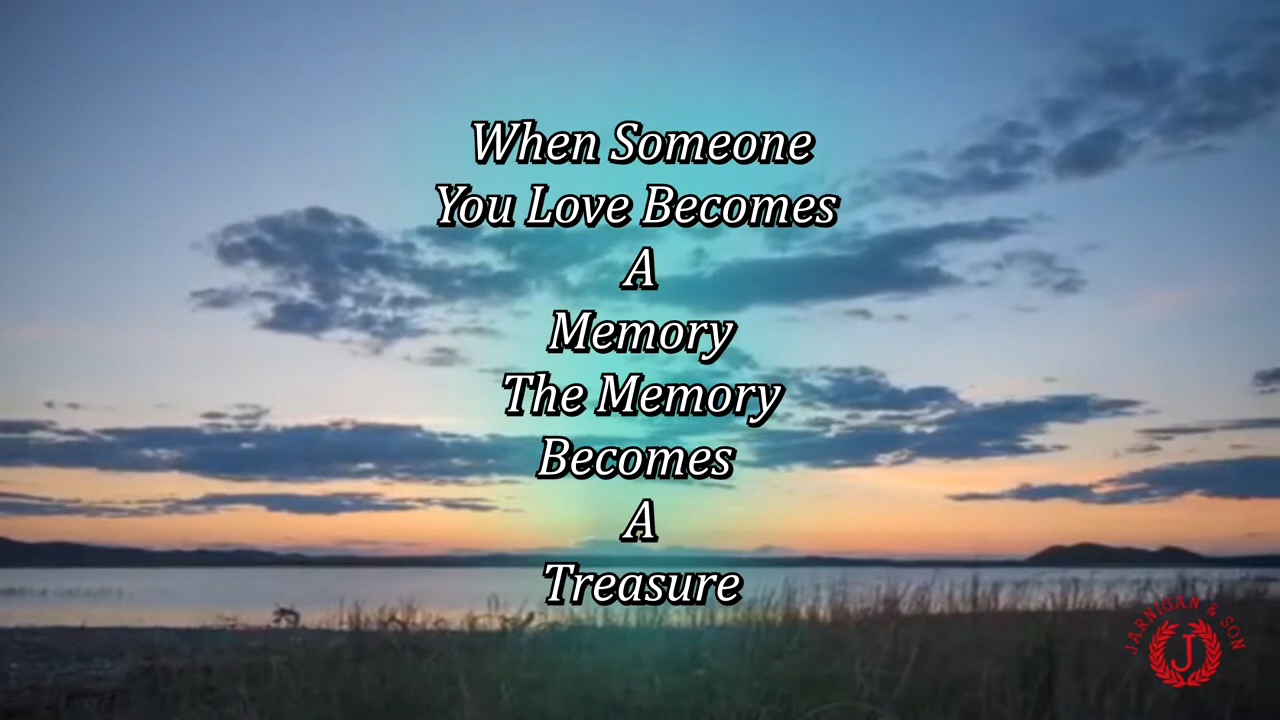 When Someone
You Love Becomes
A
Memory
The Memory
Becomes
A
Treasure
JARNIGAN & SON
J